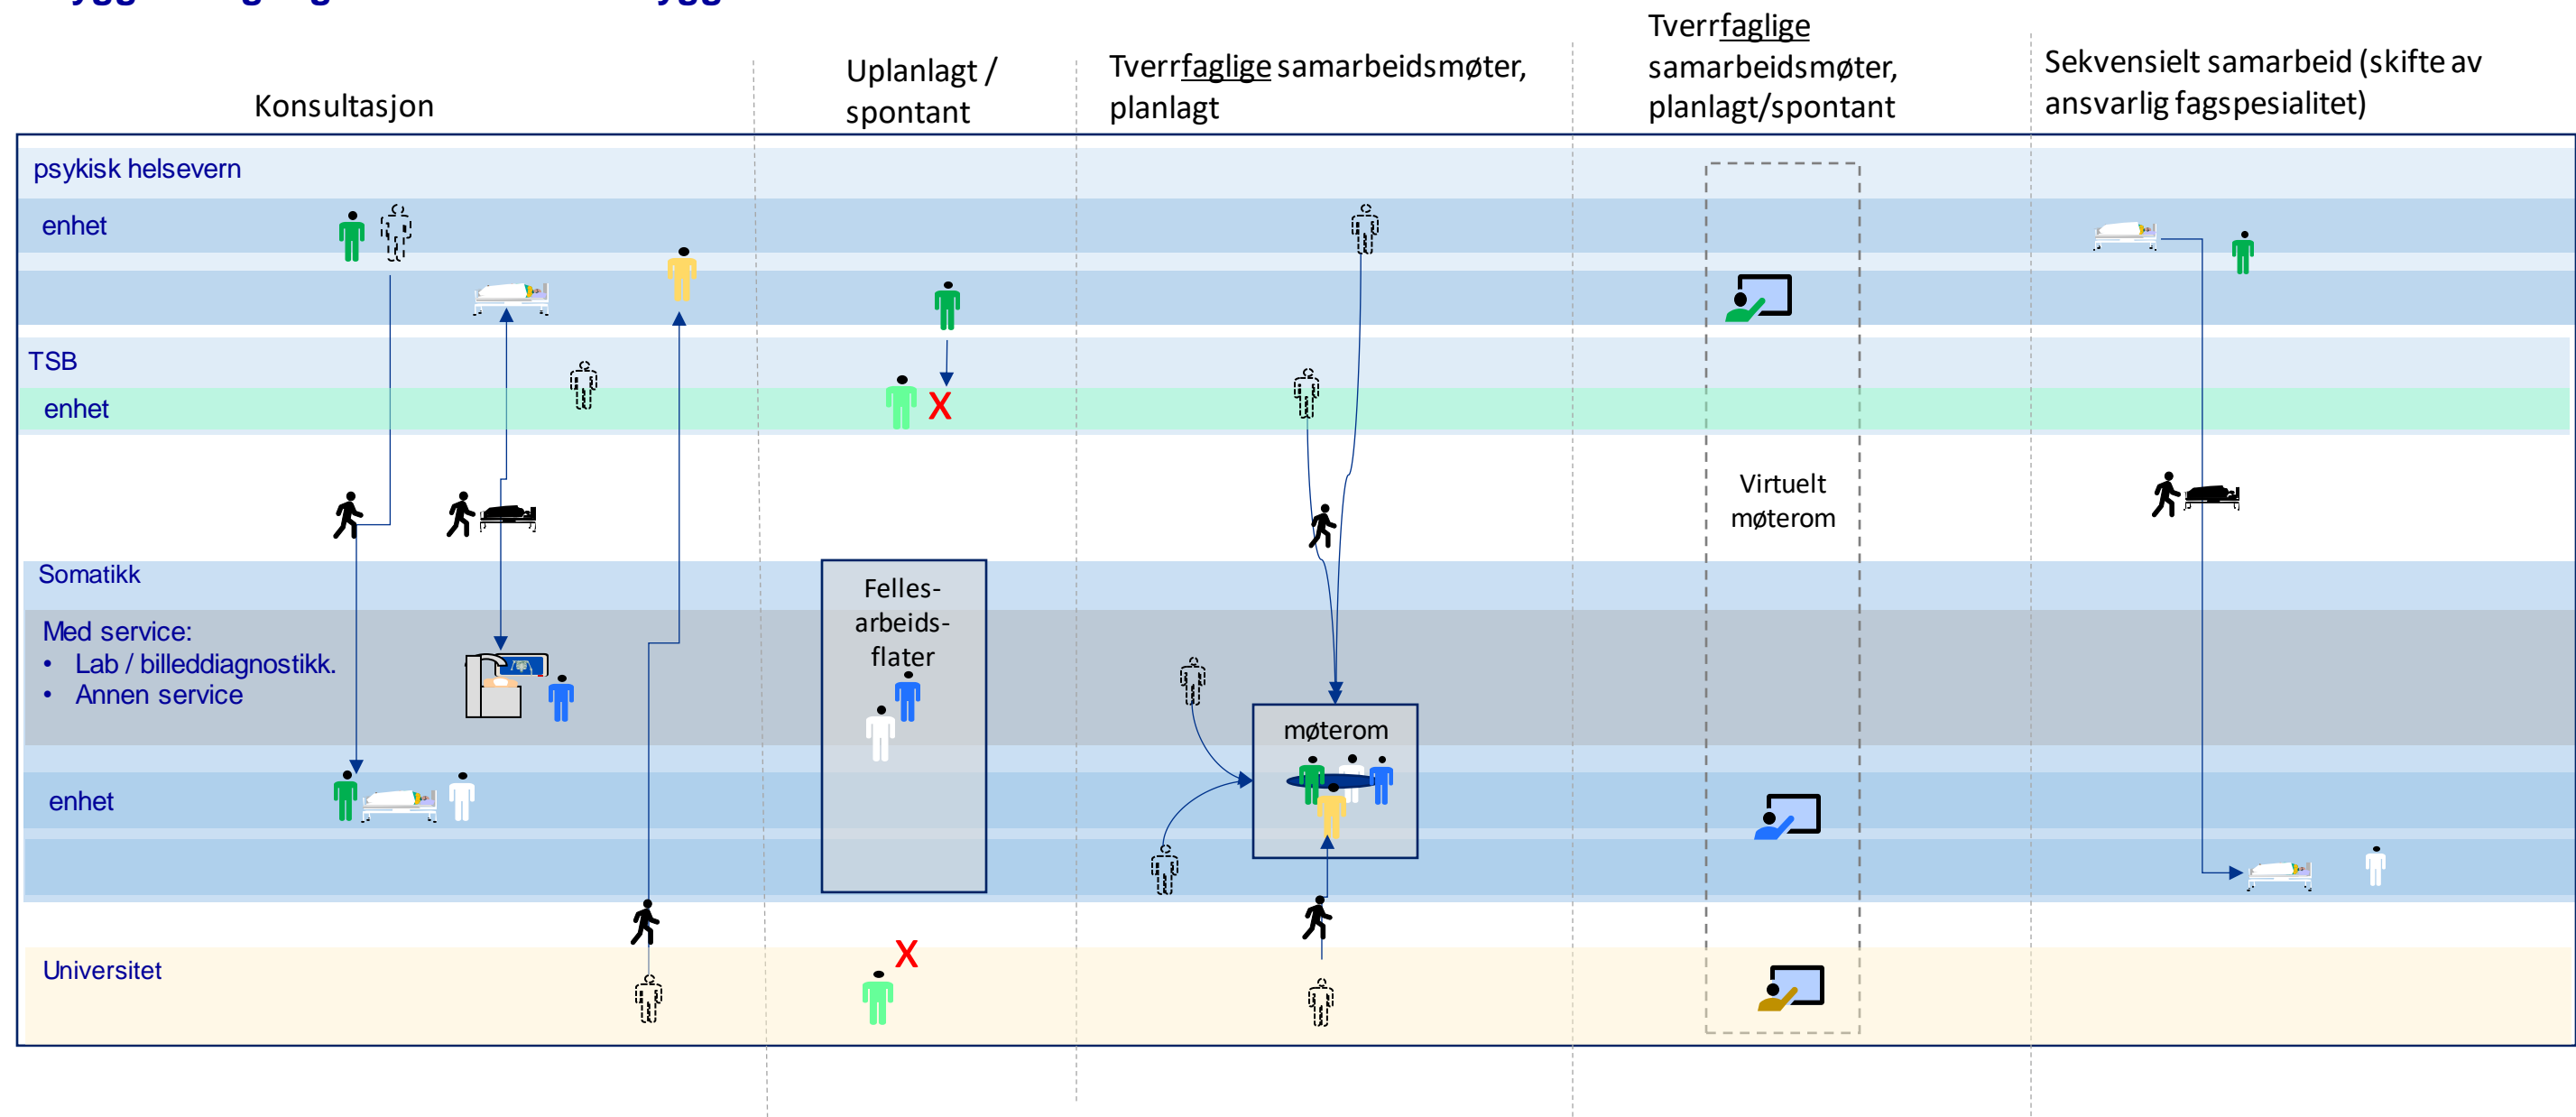 Konsultasjon
Uplanlagt /
spontant
Tverrfaglige samarbeidsmøter,
planlagt
Tverrfaglige
samarbeidsmøter,
planlagt/spontant
Sekvensielt samarbeid (skifte av
ansvarlig fagspesialitet)
psykisk helsevern
enhet
TSB
enhet
X
Virtuelt
møterom
Somatikk
Felles-
arbeids-
flater
Med service:
• Lab / billeddiagnostikk.
• Annen service
møterom
enhet
X
Universitet